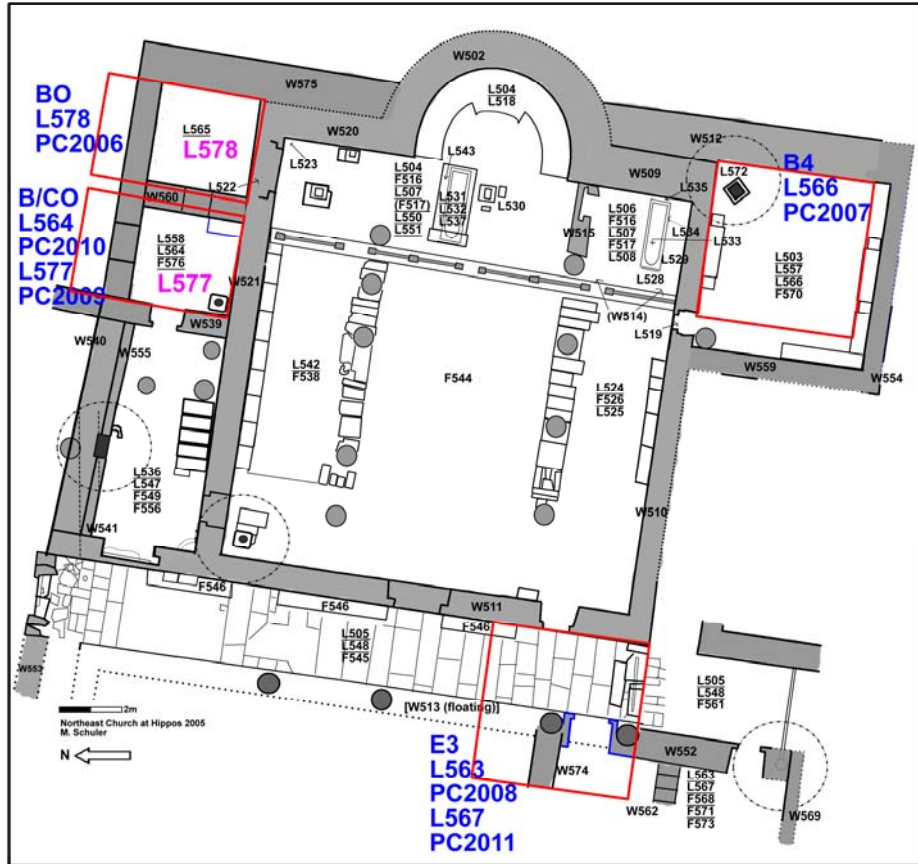 W502
W575
BO
L578
PC2006
L565
L578
W520
L504
L518
W512
L523
L543
L504
F516
L507
(F517)
L550
L551
L531
L532
L537
L530
W509
L535
L572
B4
L566
PC2007
L522
W560
B/CO
L564
PC2010
L577
PC2009
L558
L564
F576
L577
W521
W515
L506
F516
L507
F517
L508
L534
L533
L529
L528
L503
L557
L566
F570
W539
(W514)
L519
W540
W555
L542
F538
F544
L524
F526
L525
W559
W554
L536
L547
F549
F556
W510
W541
F546
F546
W511
F546
L505
L548
F545
L505
L548
F561
W553
2m
[W513 (floating)]
Northeast Church at Hippos 2005
M. Schuler
N
E3
L563
PC2008
L567
PC2011
W574
W552
W562
L563
L567
F568
F571
F573
W569